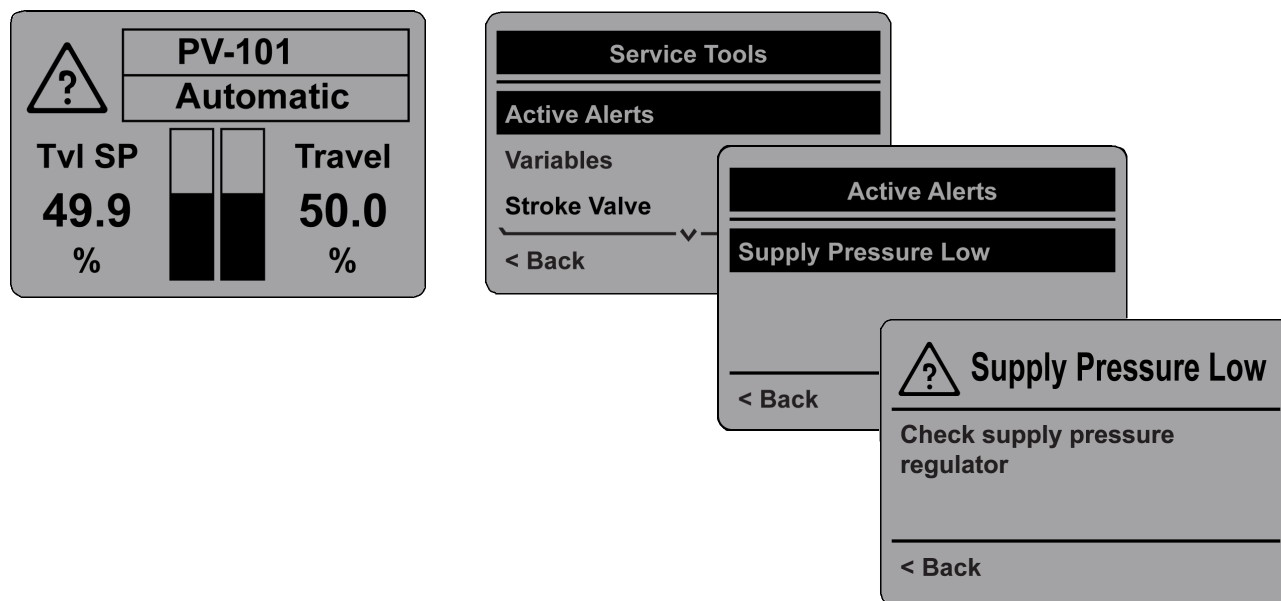 ?
PV-101
Automatic
Tvl SP
49.9
%
Travel
50.0
%
Service Tools
Active Alerts
Variables
Stroke Valve
< Back
Active Alerts
Supply Pressure Low
< Back
? Supply Pressure Low
Check supply pressure
regulator
< Back